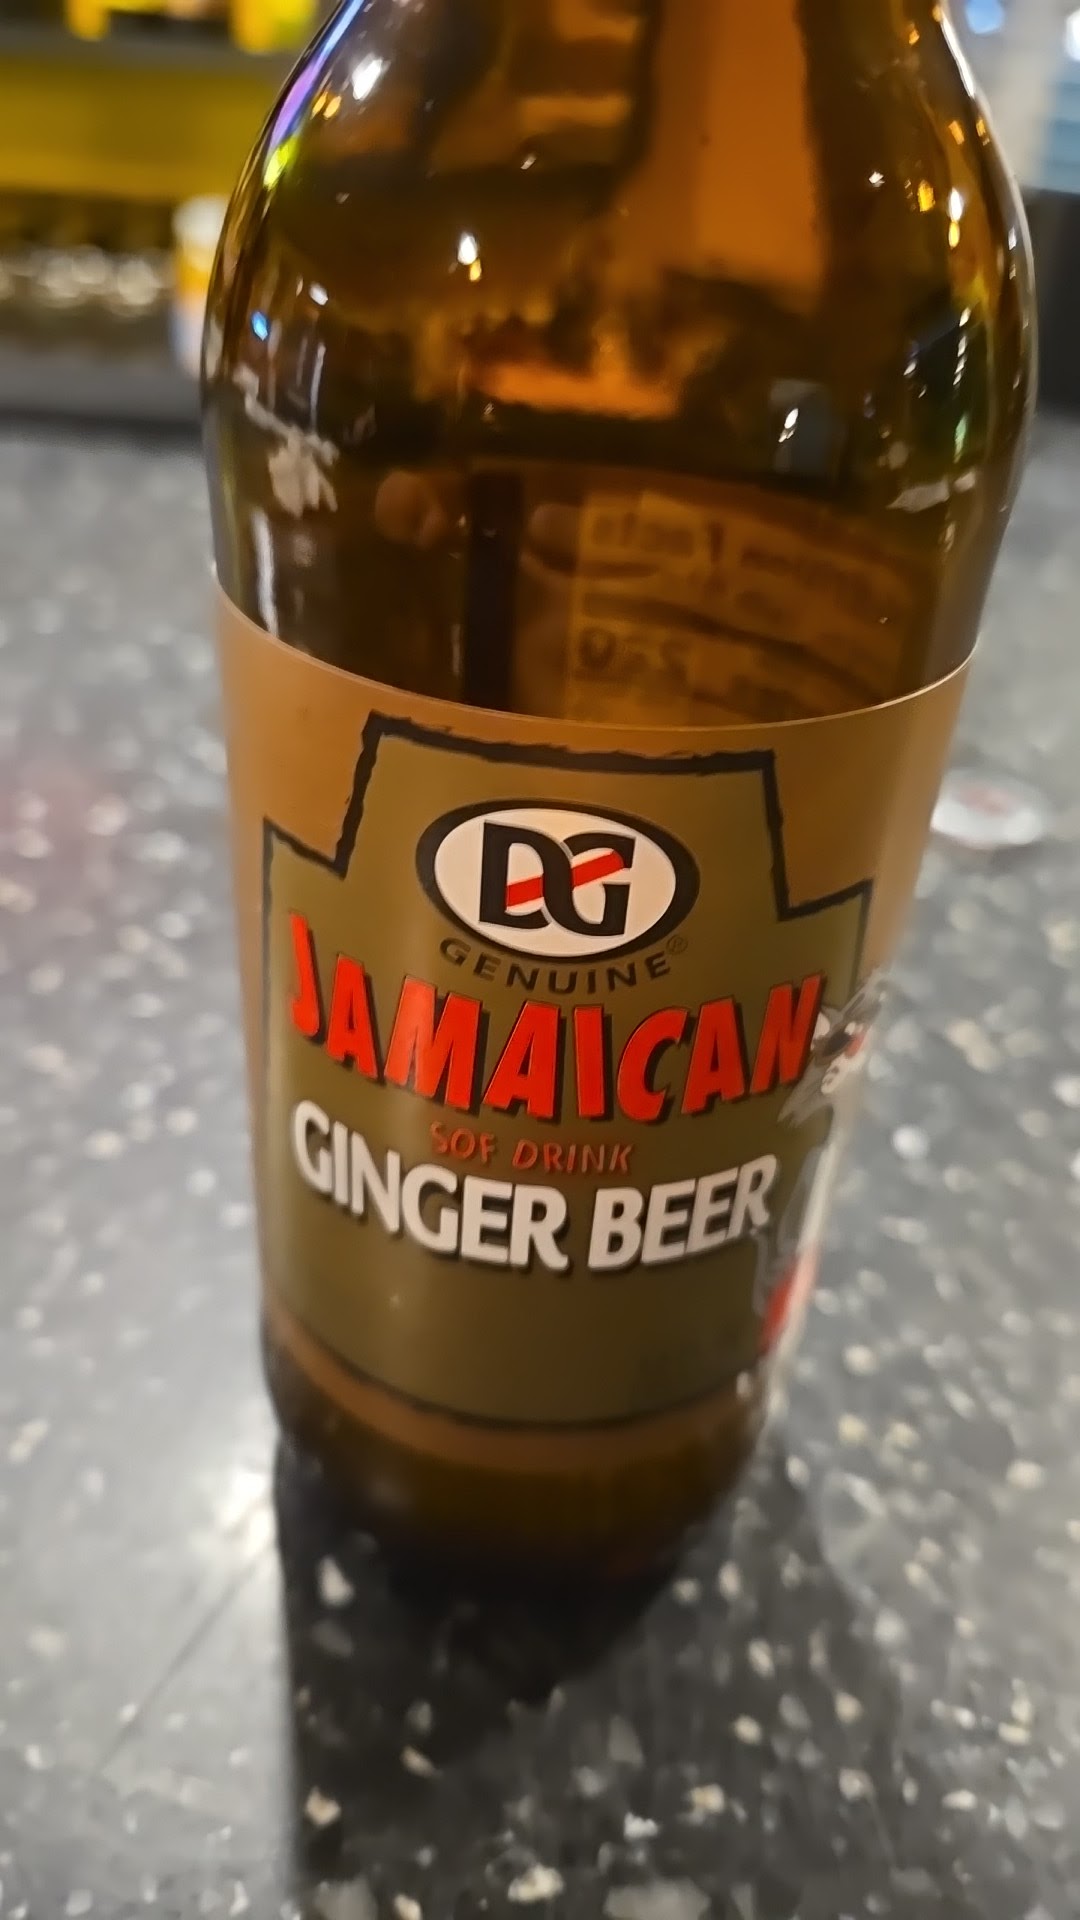 DG
GENUINE®
JAMAICAN
SOF DRINK
GINGER BEER